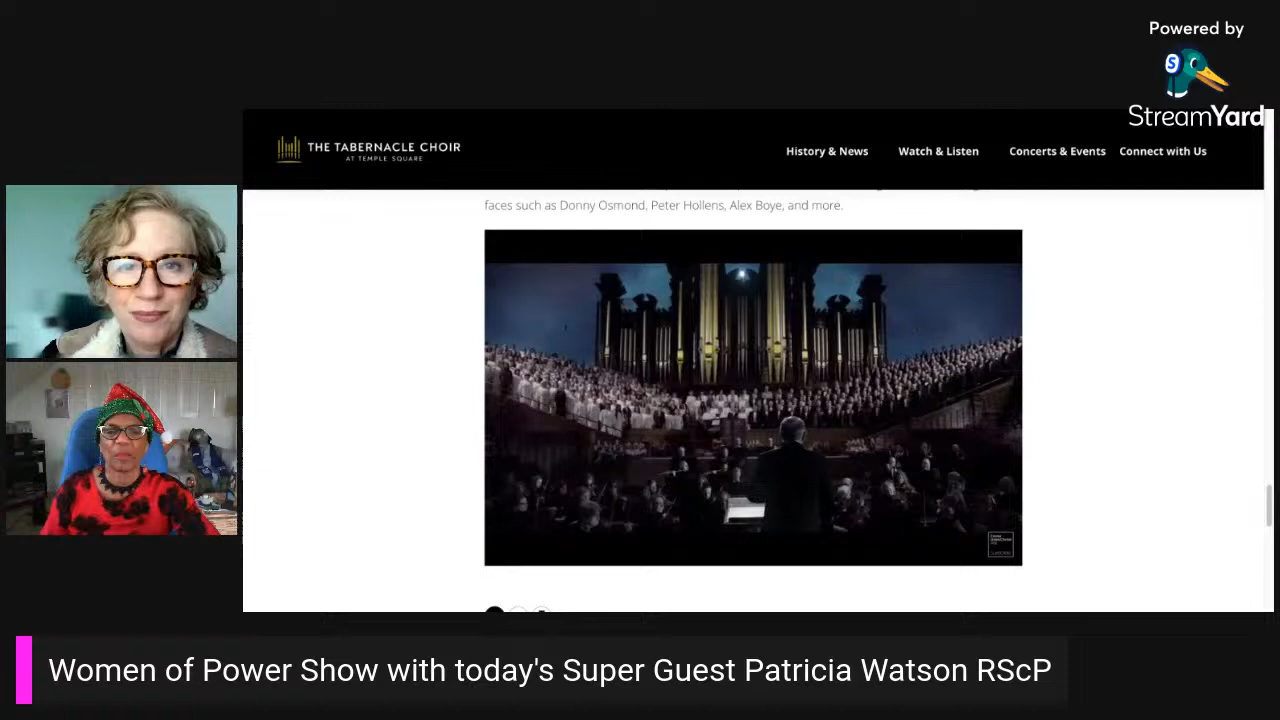 Powered by
StreamYard
THE TABERNACLE CHOIR
AT TEMPLE SQUARE
History & News
Watch & Listen
Concerts & Events
Connect with Us
faces such as Donny Osmond, Peter Hollens, Alex Boye, and more.
Women of Power Show with today's Super Guest Patricia Watson RScP